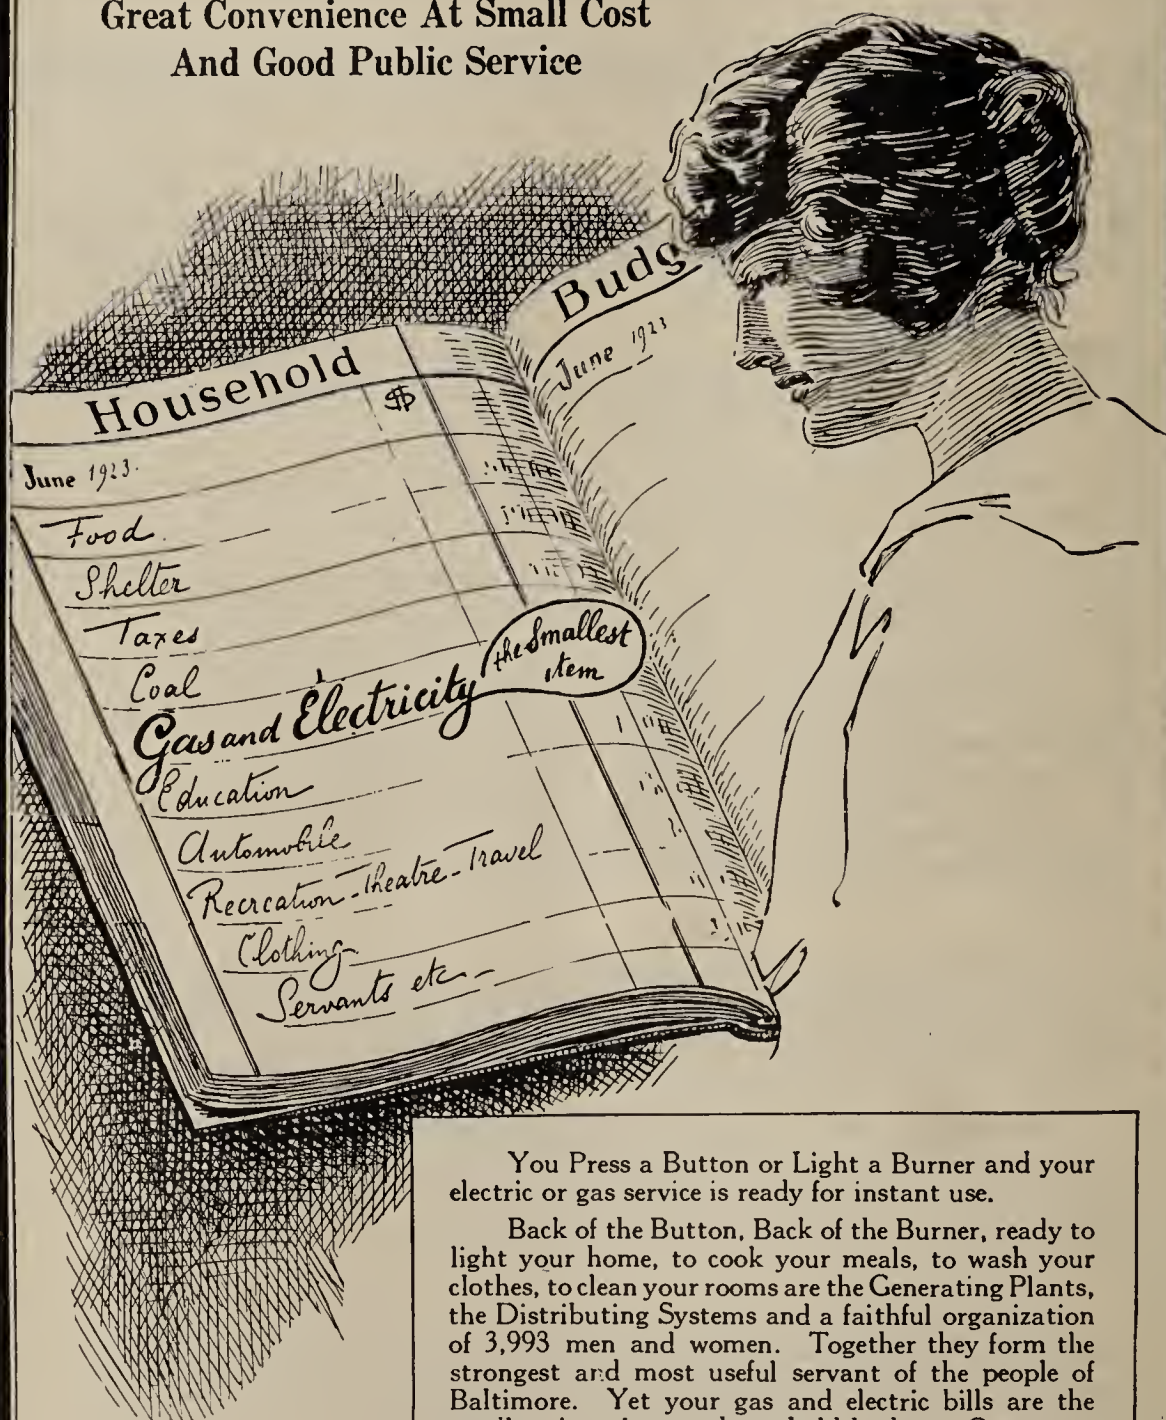 Great Convenience At Small Cost
And Good Public Service
Household
$
June 1923.
Food
Shelter
Taxes
Coal
Gas and Electricity
the Smallest
item
Education
Automobile
Recreation-Theatre-Travel
Clothing
Servants etc
Budg
June 1923
You Press a Button or Light a Burner and your
electric or gas service is ready for instant use.
Back of the Button, Back of the Burner, ready to
light your home, to cook your meals, to wash your
clothes, to clean your rooms are the Generating Plants,
the Distributing Systems and a faithful organization
of 3,993 men and women. Together they form the
strongest and most useful servant of the people of
Baltimore. Yet your gas and electric bills are the